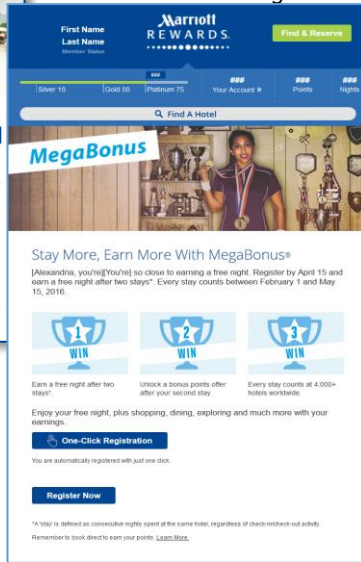 First Name
Last Name
Member Status
Marriott
REWARDS.
Find & Reserve
###
Silver 10
Gold 50
Platinum 75
###
Your Account »
###
Points
###
Nights
Find A Hotel
MegaBonus
Stay More, Earn More With MegaBonus®
[Alexandria, you're][You're] so close to earning a free night. Register by April 15 and
earn a free night after two stays*. Every stay counts between February 1 and May
15, 2016.
1
WIN
2
WIN
3
WIN
Earn a free night after two
stays*.
Unlock a bonus points offer
after your second stay.
Every stay counts at 4,000+
hotels worldwide.
Enjoy your free night, plus shopping, dining, exploring and much more with your
earnings.
One-Click Registration
You are automatically registered with just one click.
Register Now
*A 'stay' is defined as consecutive nights spent at the same hotel, regardless of check-in/check-out activity.
Remember to book direct to earn your points. Learn More.